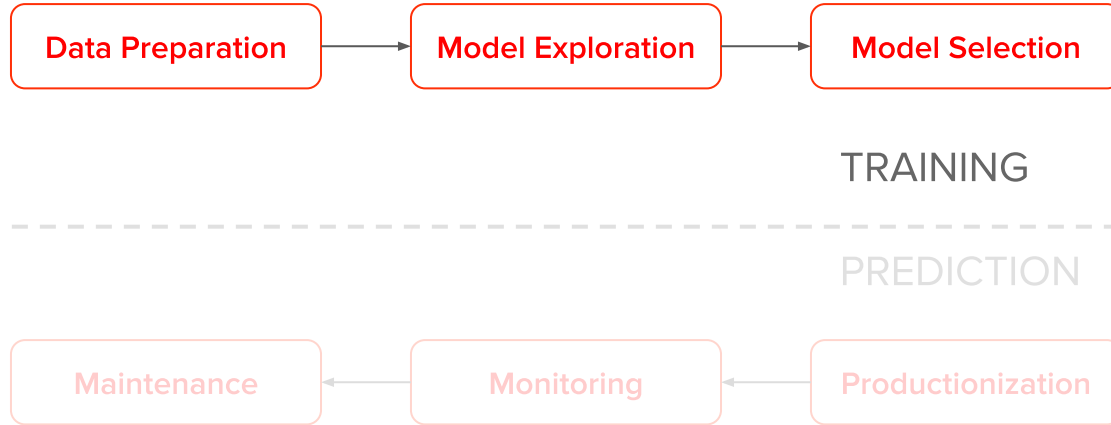 Data Preparation
Model Exploration
Model Selection
TRAINING
PREDICTION
Maintenance
Monitoring
Productionization